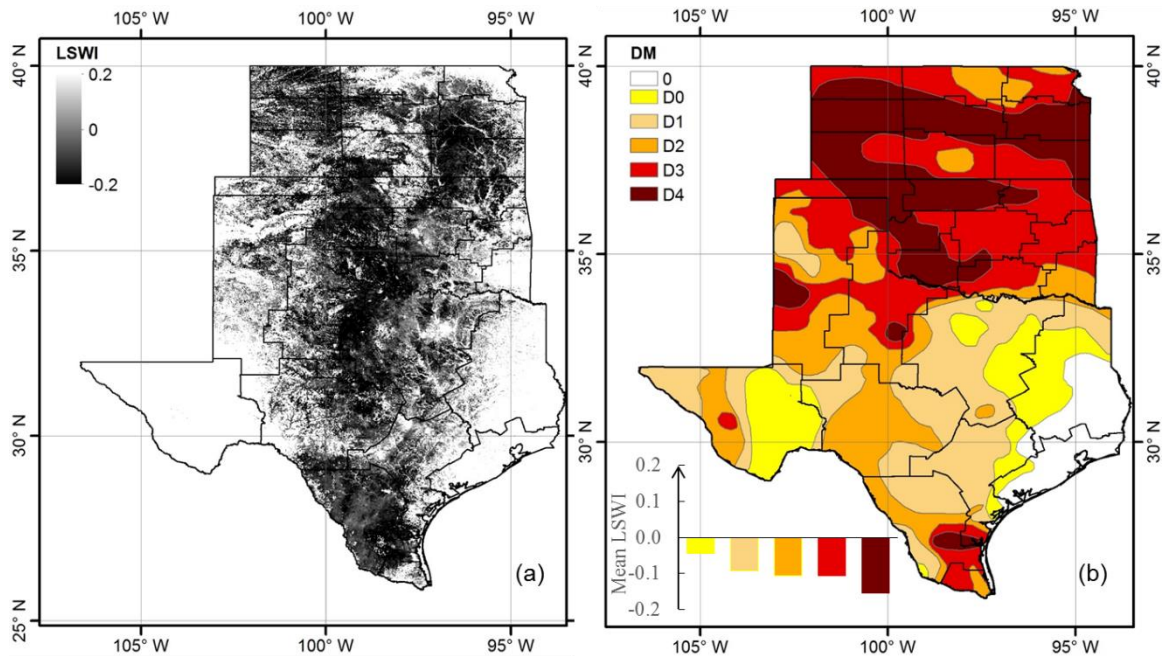 105° W 100° W 95° W
LSWI
0.2
0
-0.2
40° N
35° N
30° N
25° N
(a)
105° W 100° W 95° W
105° W 100° W 95° W
DM
0
D0
D1
D2
D3
D4
40° N
35° N
30° N
40° N
35° N
30° N
Mean LSWI
0.2
0.1
0.0
-0.1
-0.2
(b)
105° W 100° W 95° W